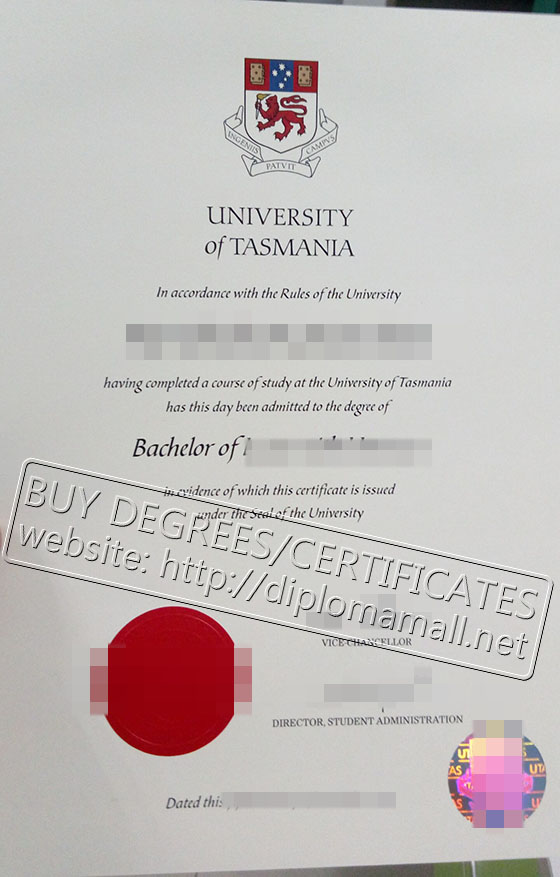 INGENIIS PATVIT CAMPVS
UNIVERSITY
of TASMANIA
In accordance with the Rules of the University
having completed a course of study at the University of Tasmania
has this day been admitted to the degree of
Bachelor of
in evidence of which this certificate is issued
under the Seal of the University
BUY DEGREES/CERTIFICATES
website: http://diplomamall.net
VICE-CHANCELLOR
DIRECTOR, STUDENT ADMINISTRATION
UTAS
Dated this